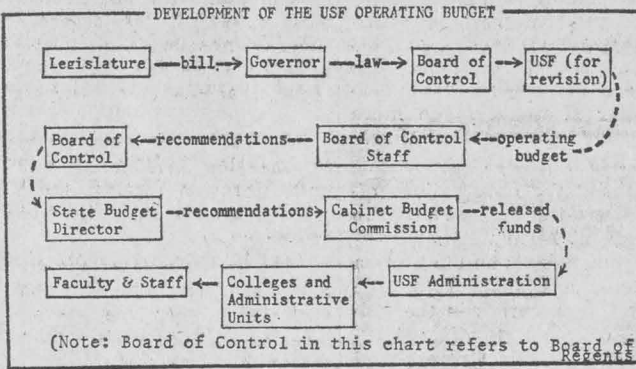 DEVELOPMENT OF THE USF OPERATING BUDGET
Lerislature bill Governor law Board of Control USF (for revision)
Board of Control recommendations Board of Control Staff operating budget
State Budget Director recommendations Cabinet Budget Commission released funds
Faculty & Staff Colleges and Administrative Units USF Administration
(Note: Board of Control in this chart refers to Board of
Regents